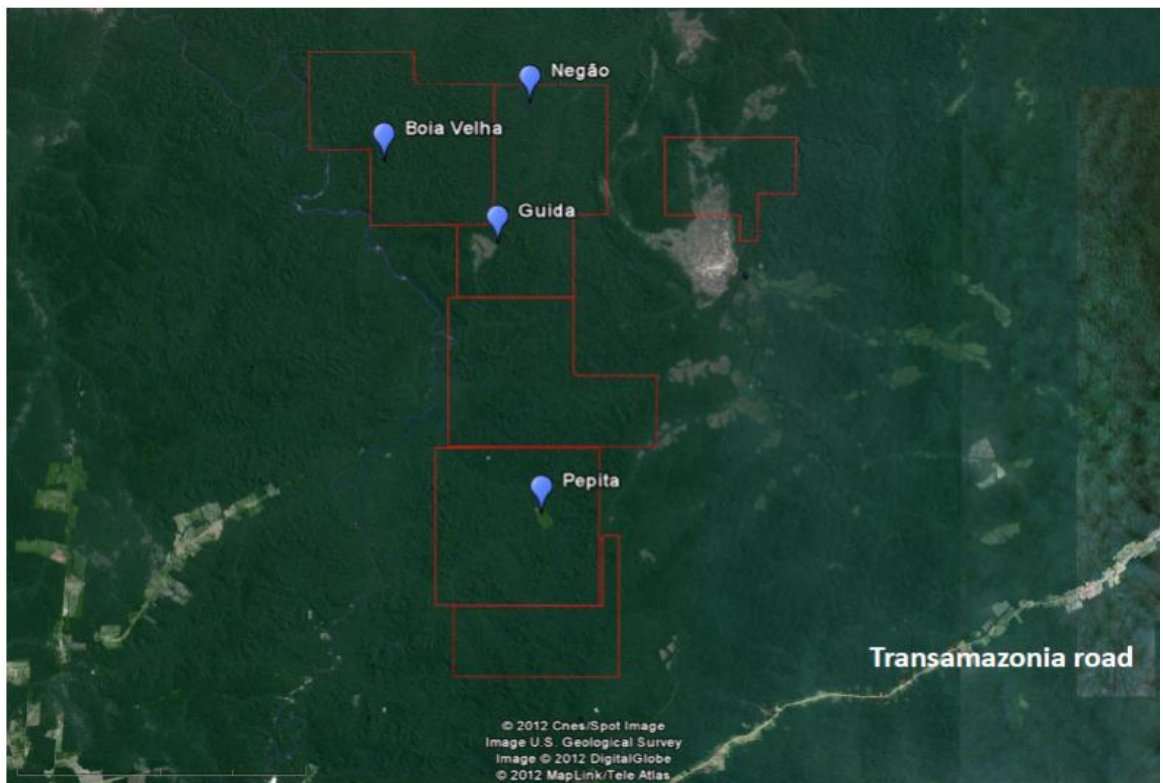 Negão
Boia Velha
Guida
Pepita
Transamazonia road
© 2012 Cnes/Spot Image
Image U.S. Geological Survey
Image © 2012 DigitalGlobe
© 2012 MapLink/Tele Atlas